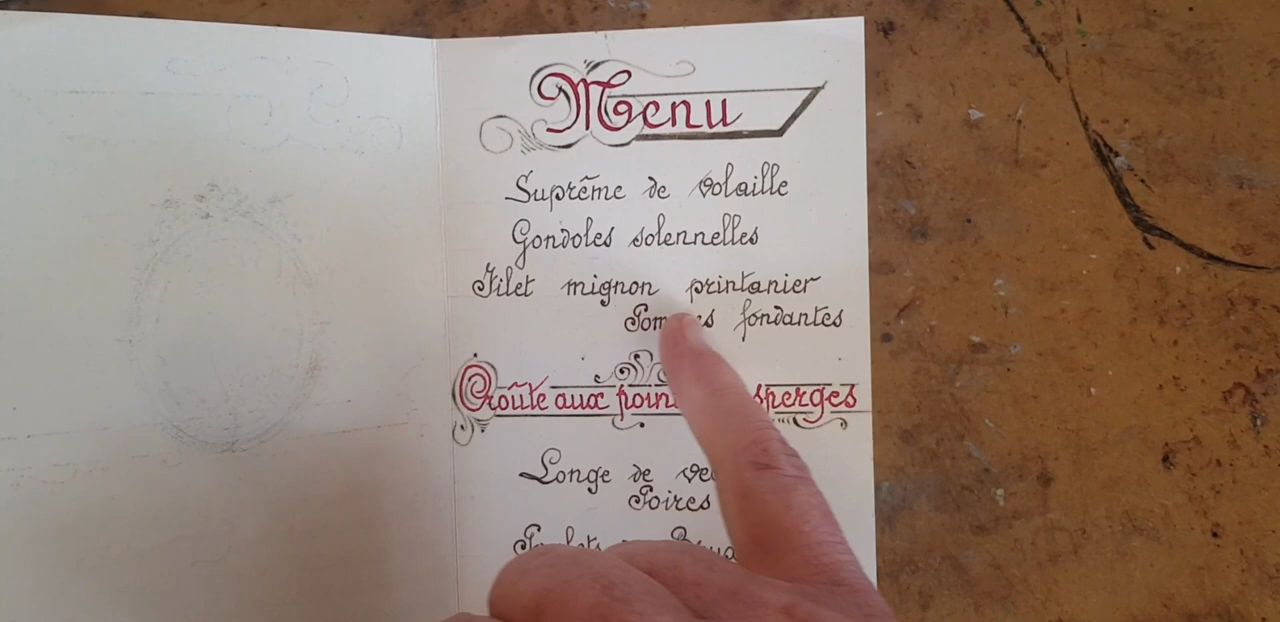 Menu
Suprême de volaille
Gondoles solennelles
Filet mignon printanier
fondantes
Croûte aux
Longe de
Poires